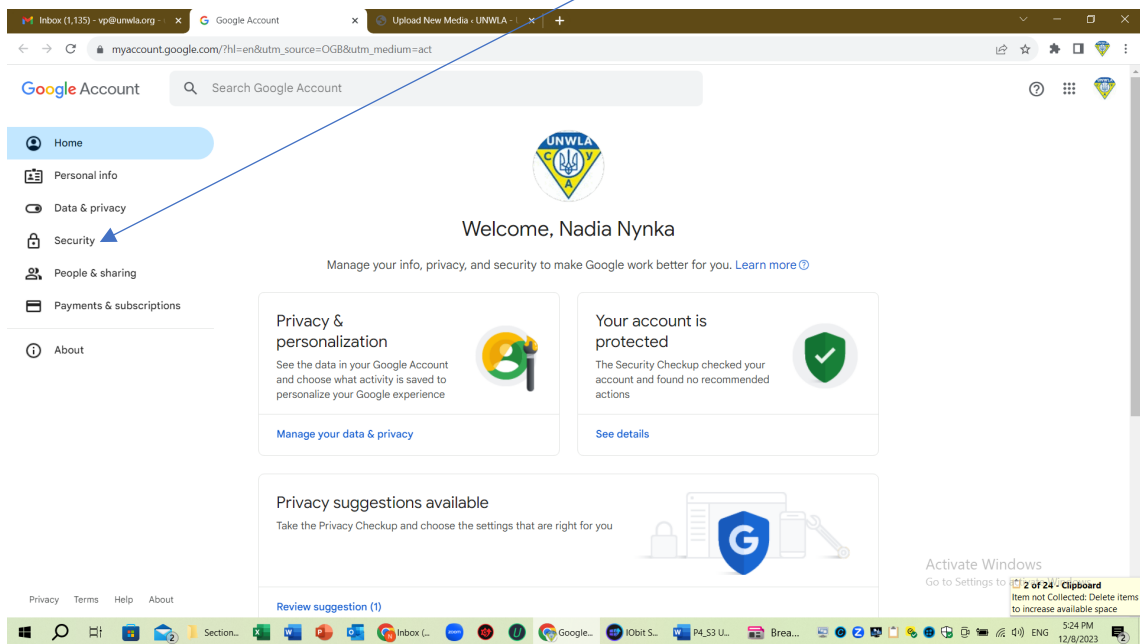 Inbox (1,135) - vp@unwla.org -
Google Account
Upload New Media ‹ UNWLA -
myaccount.google.com/?hl=en&utm_source=OGB&utm_medium=act
Google Account
Search Google Account
Home
Personal info
Data & privacy
Security
People & sharing
Payments & subscriptions
About
UNWLA
С У А
Welcome, Nadia Nynka
Manage your info, privacy, and security to make Google work better for you. Learn more
Privacy &
personalization
See the data in your Google Account
and choose what activity is saved to
personalize your Google experience
Manage your data & privacy
Your account is
protected
The Security Checkup checked your
account and found no recommended
actions
See details
Privacy suggestions available
Take the Privacy Checkup and choose the settings that are right for you
G
Review suggestion (1)
Privacy Terms Help About
Activate Windows
Go to Settings to
2 of 24 - Clipboard
Item not Collected: Delete items
to increase available space
Section... Inbox (... zoom Google... IObit S... P4_S3 U... Brea... ENG
5:24 PM
12/8/2023